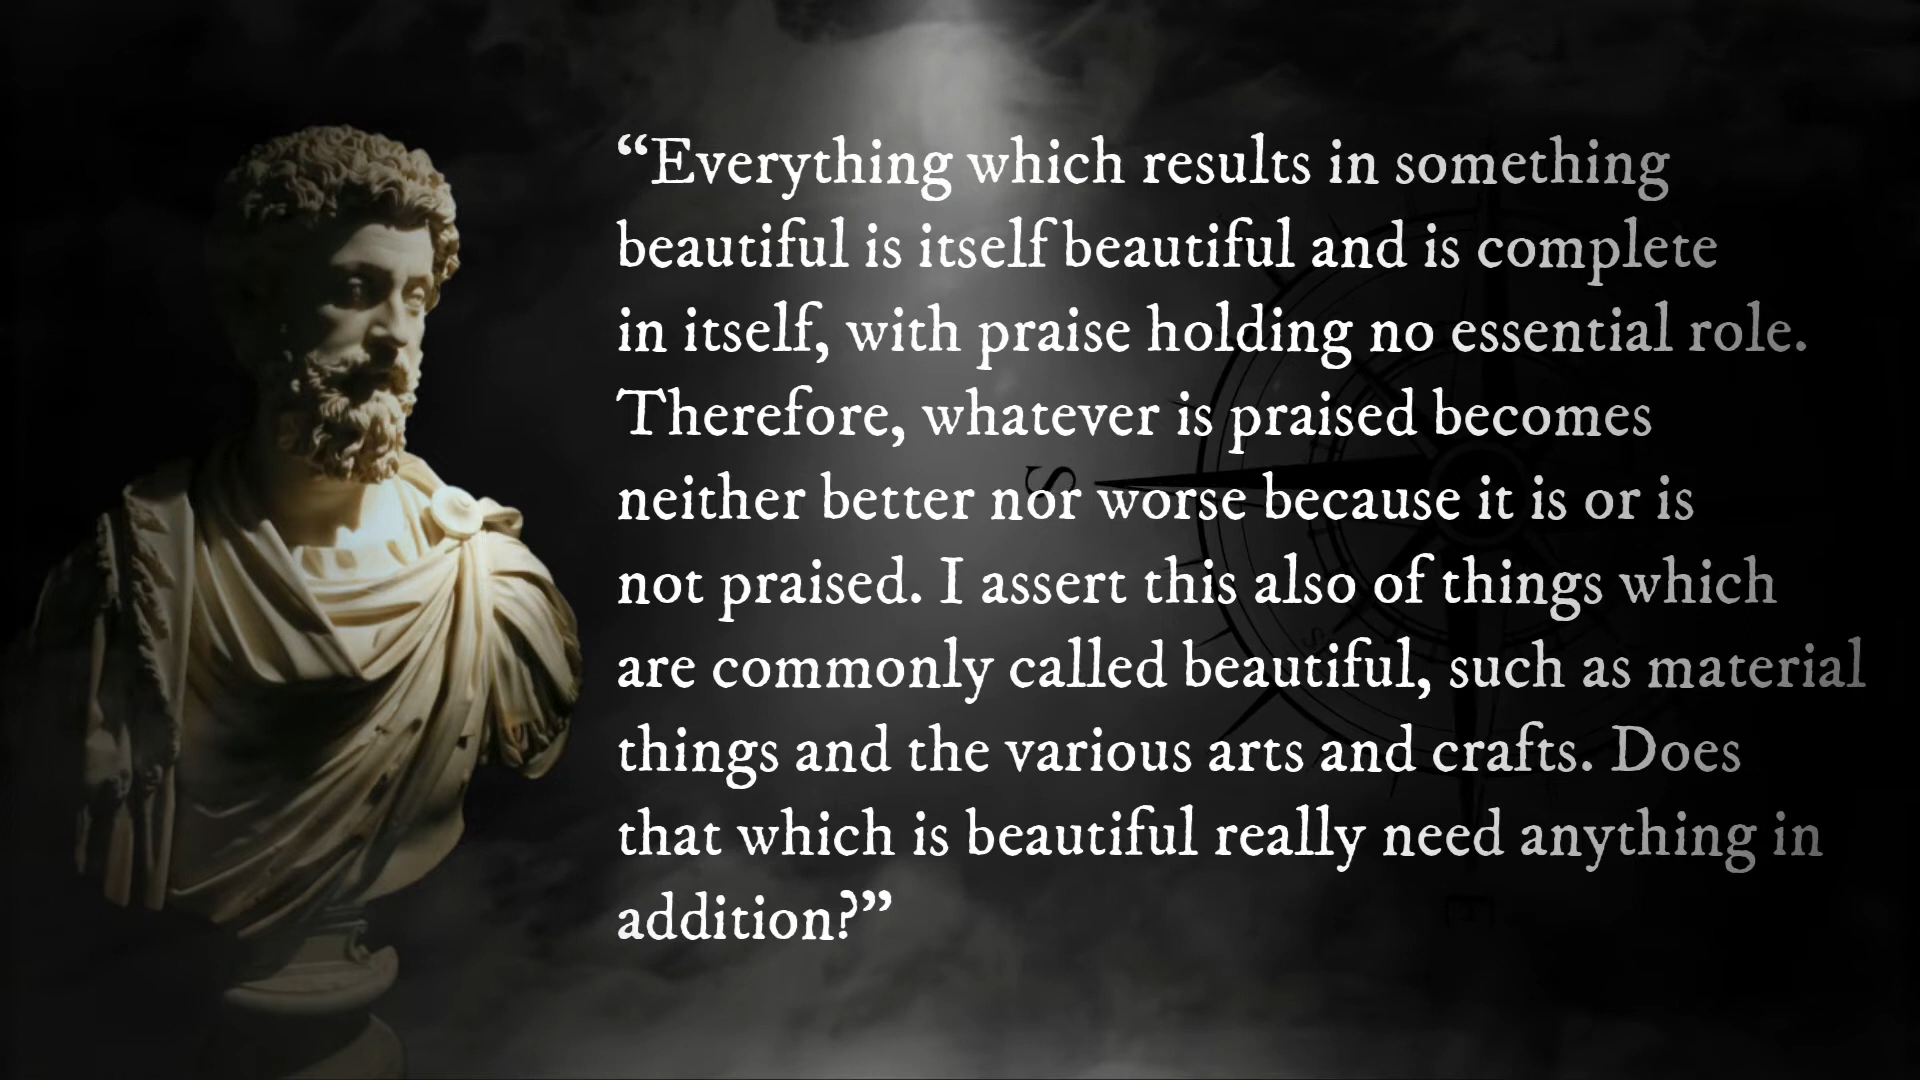 “Everything which results in something
beautiful is itself beautiful and is complete
in itself, with praise holding no essential role.
Therefore, whatever is praised becomes
neither better nor worse because it is or is
not praised. I assert this also of things which
are commonly called beautiful, such as material
things and the various arts and crafts. Does
that which is beautiful really need anything in
addition?”
S
E